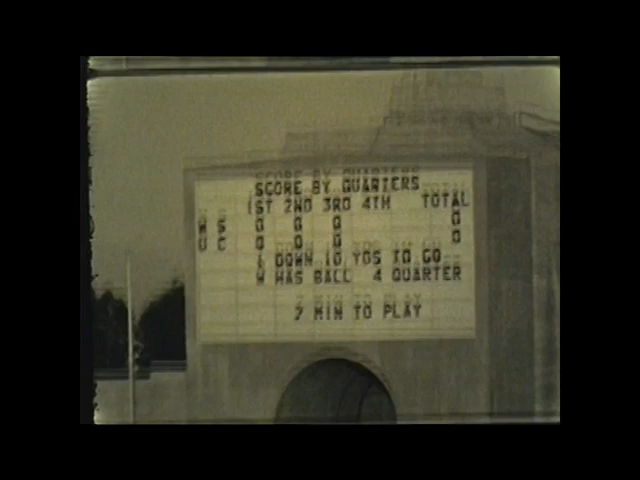 SCORE BY QUARTERS
1ST 2ND 3RD 4TH TOTAL
W S 0 0 0 0
U C 0 0 0 0
1 DOWN 10 YDS TO GO
W HAS BALL 4 QUARTER
2 MIN TO PLAY